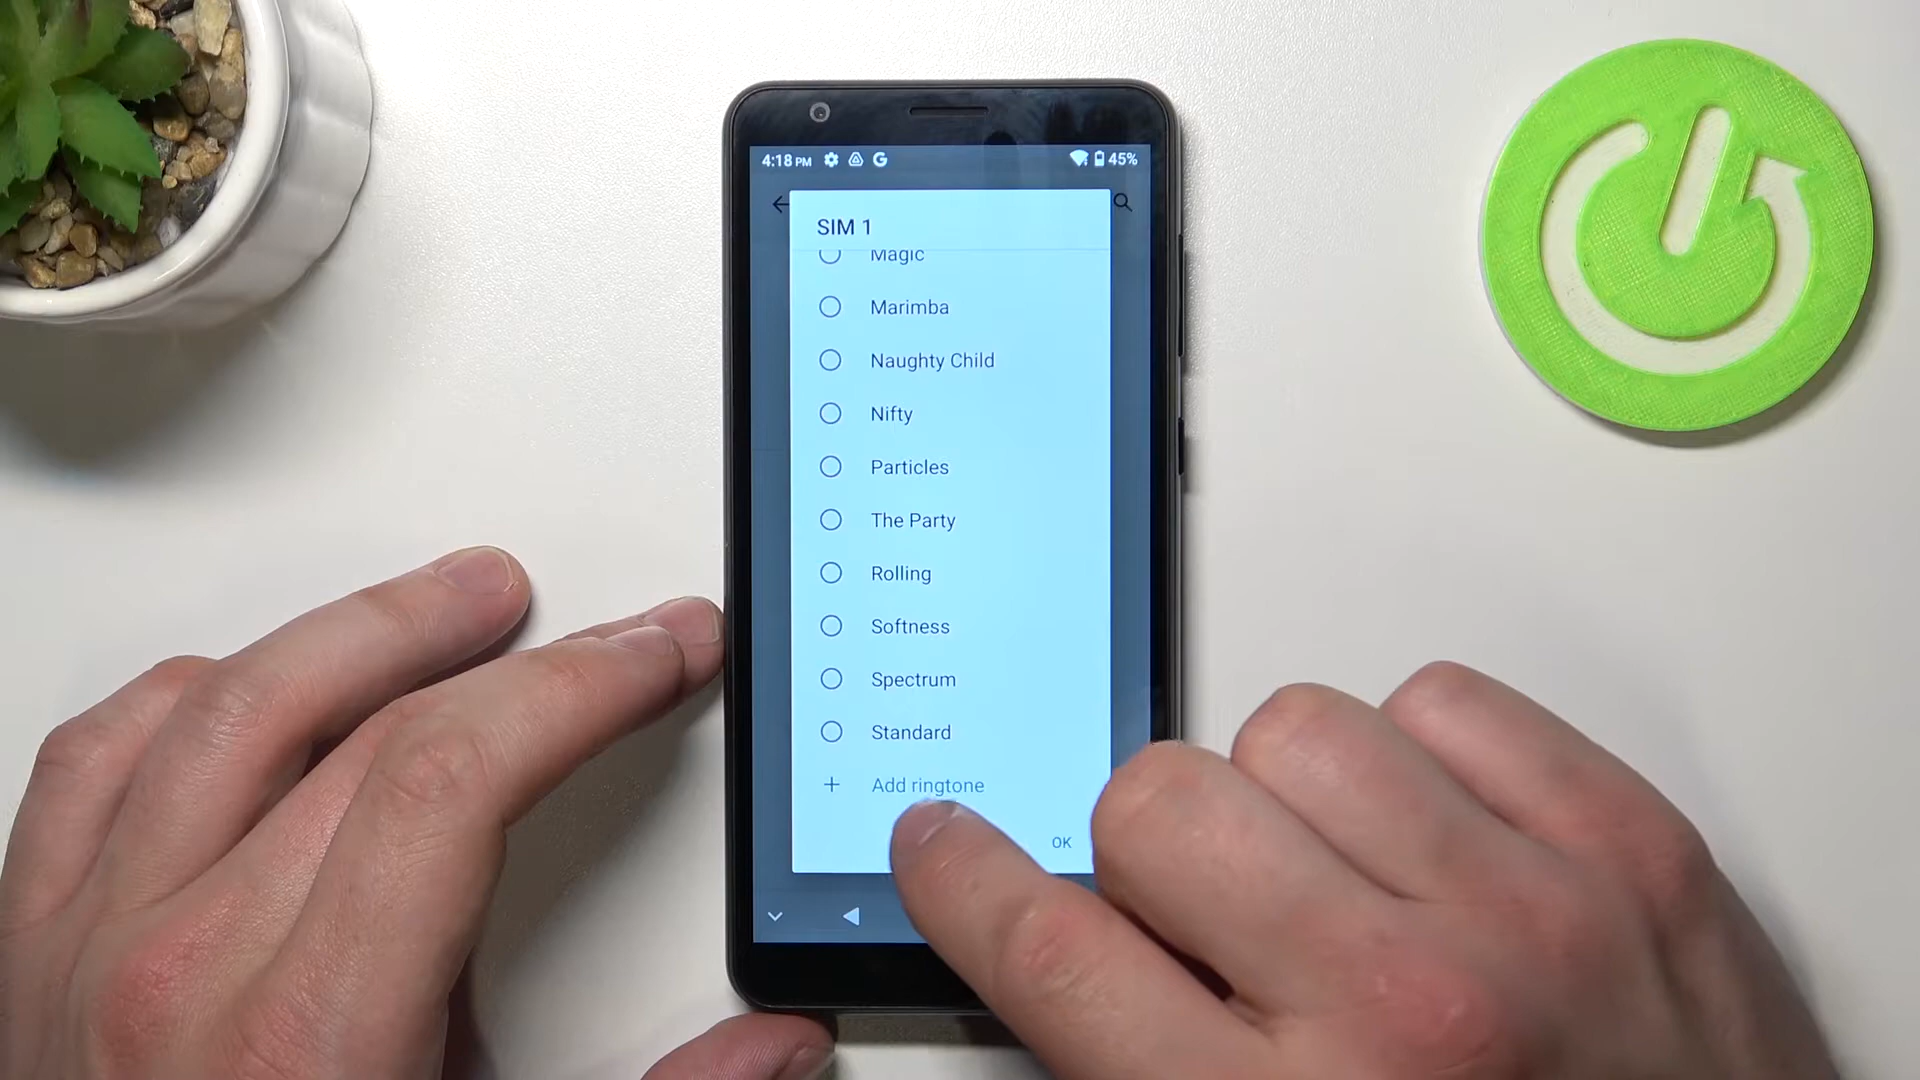 4:18 PM G 45%
SIM 1
Magic
Marimba
Naughty Child
Nifty
Particles
The Party
Rolling
Softness
Spectrum
Standard
+ Add ringtone
OK